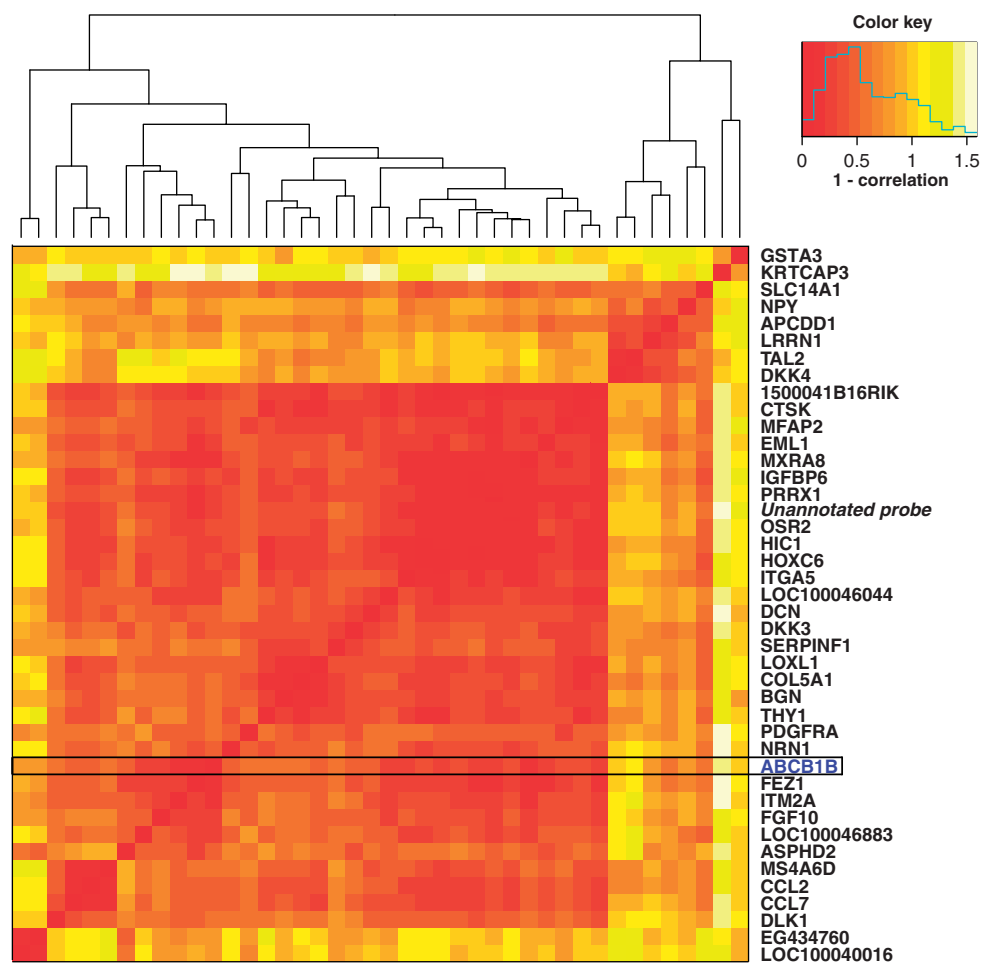 Color key
0 0.5 1 1.5
1 - correlation
GSTA3
KRTCAP3
SLC14A1
NPY
APCDD1
LRRN1
TAL2
DKK4
1500041B16RIK
CTSK
MFAP2
EML1
MXRA8
IGFBP6
PRRX1
Unannotated probe
OSR2
HIC1
HOXC6
ITGA5
LOC100046044
DCN
DKK3
SERPINF1
LOXL1
COL5A1
BGN
THY1
PDGFRA
NRN1
ABCB1B
FEZ1
ITM2A
FGF10
LOC100046883
ASPHD2
MS4A6D
CCL2
CCL7
DLK1
EG434760
LOC100040016